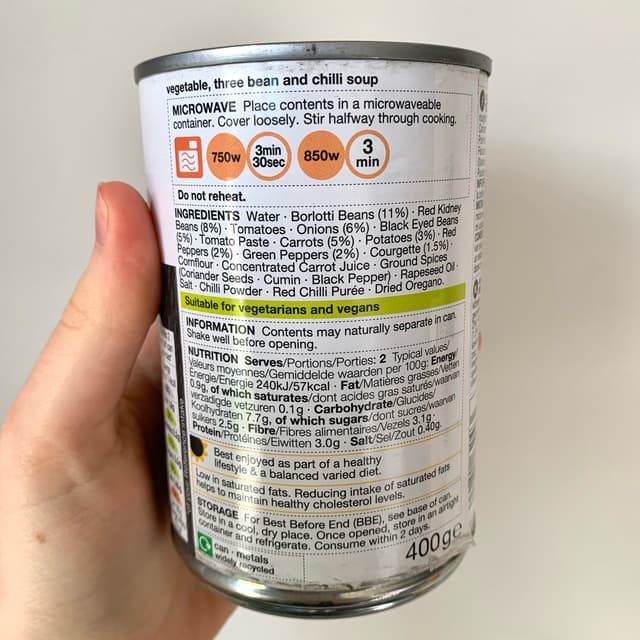 vegetable, three bean and chilli soup
MICROWAVE Place contents in a microwaveable
container. Cover loosely. Stir halfway through cooking.
750w 3min 30sec 850w 3 min
Do not reheat.
INGREDIENTS Water · Borlotti Beans (11%) · Red Kidney
Beans (8%) · Tomatoes · Onions (6%) · Black Eyed Beans
(5%) · Tomato Paste · Carrots (5%) · Potatoes (3%) · Red
Peppers (2%) · Green Peppers (2%) · Courgette (1.5%) ·
Cornflour · Concentrated Carrot Juice · Ground Spices
(Coriander Seeds · Cumin · Black Pepper) · Rapeseed Oil ·
Salt · Chilli Powder · Red Chilli Purée · Dried Oregano.
Suitable for vegetarians and vegans
INFORMATION Contents may naturally separate in can.
Shake well before opening.
NUTRITION Serves/Portions/Porties: 2 Typical values/
Valeurs moyennes/Gemiddelde waarden per 100g: Energy/
Energie/Energie 240kJ/57kcal · Fat/Matières grasses/Vetten
0.9g, of which saturates/dont acides gras saturés/waarvan
verzadigde vetzuren 0.1g · Carbohydrate/Glucides/
Koolhydraten 7.7g, of which sugars/dont sucres/waarvan
suikers 2.5g · Fibre/Fibres alimentaires/Vezels 3.1g ·
Protein/Protéines/Eiwitten 3.0g · Salt/Sel/Zout 0.40g.
Best enjoyed as part of a healthy
lifestyle & a balanced varied diet.
Low in saturated fats. Reducing intake of saturated fats
helps to maintain healthy cholesterol levels.
STORAGE For Best Before End (BBE), see base of can.
Store in a cool, dry place. Once opened, store in an airtight
container and refrigerate. Consume within 2 days.
can · metals
widely recycled
400g℮